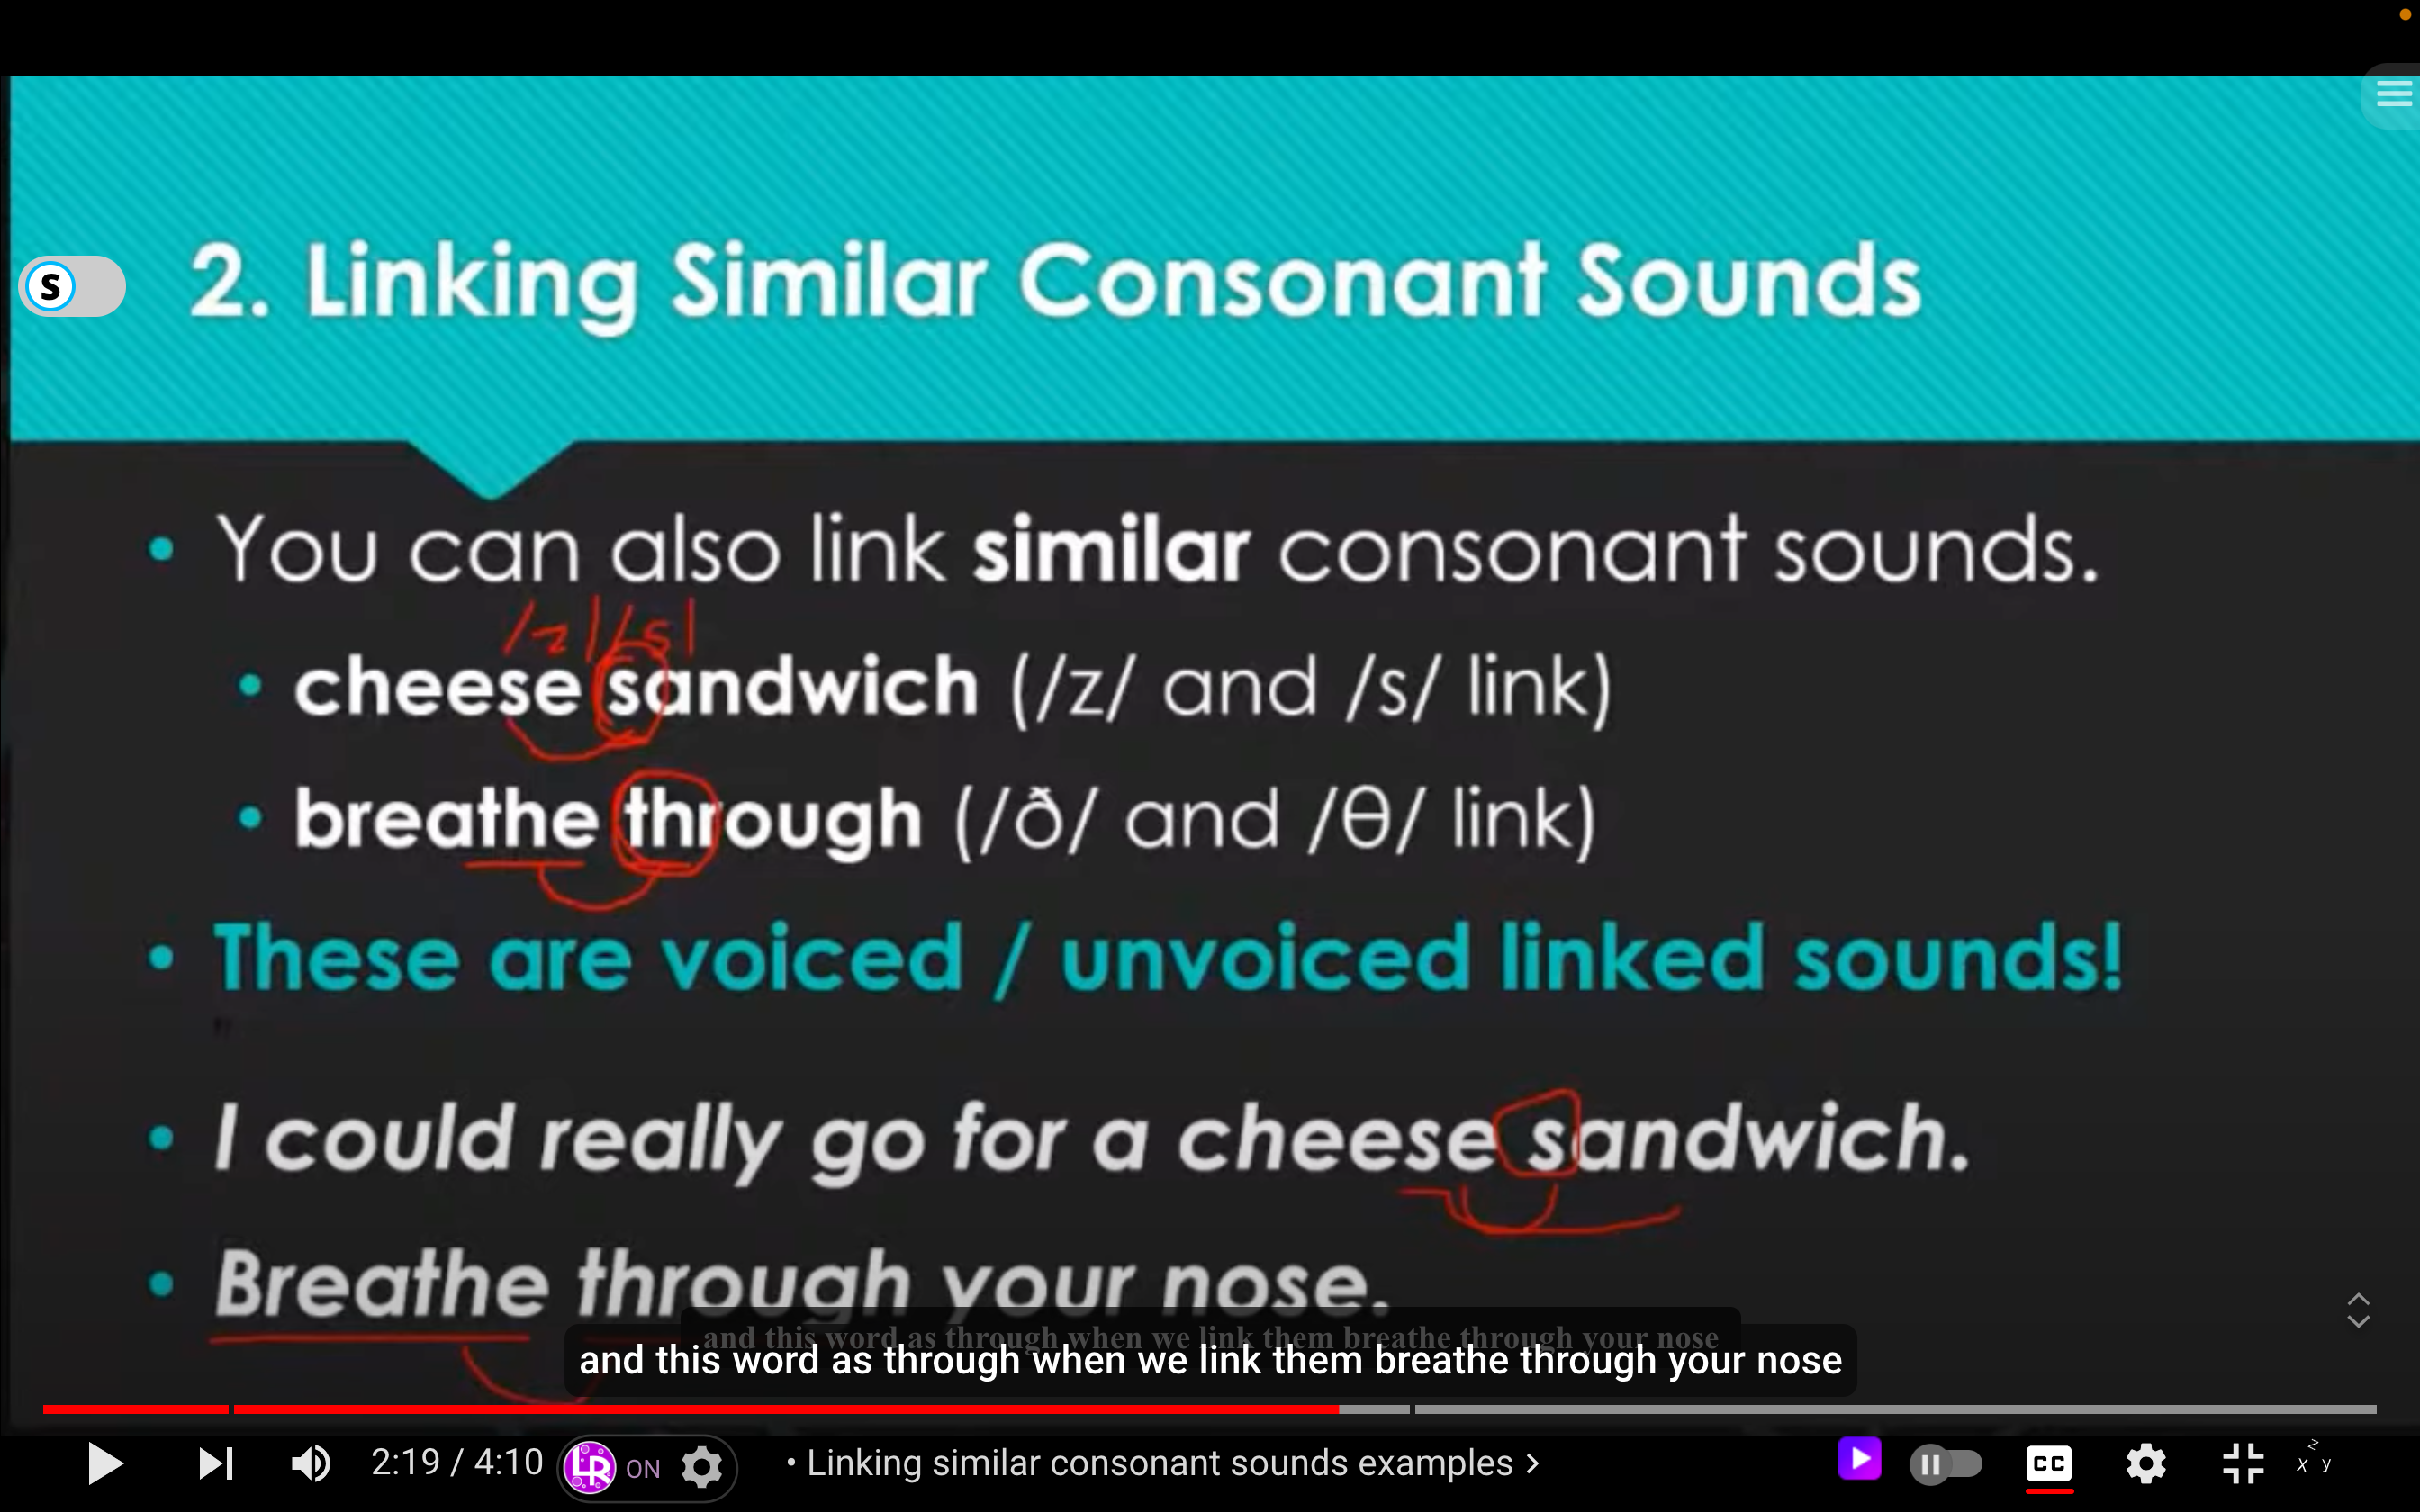 2. Linking Similar Consonant Sounds
S
• You can also link similar consonant sounds.
/z/ /s/
• cheese sandwich (/z/ and /s/ link)
• breathe through (/ð/ and /θ/ link)
• These are voiced / unvoiced linked sounds!
• I could really go for a cheese sandwich.
• Breathe through your nose.
and this word as through when we link them breathe through your nose
and this word as through when we link them breathe through your nose
2:19 / 4:10 LR ON • Linking similar consonant sounds examples > CC z x y